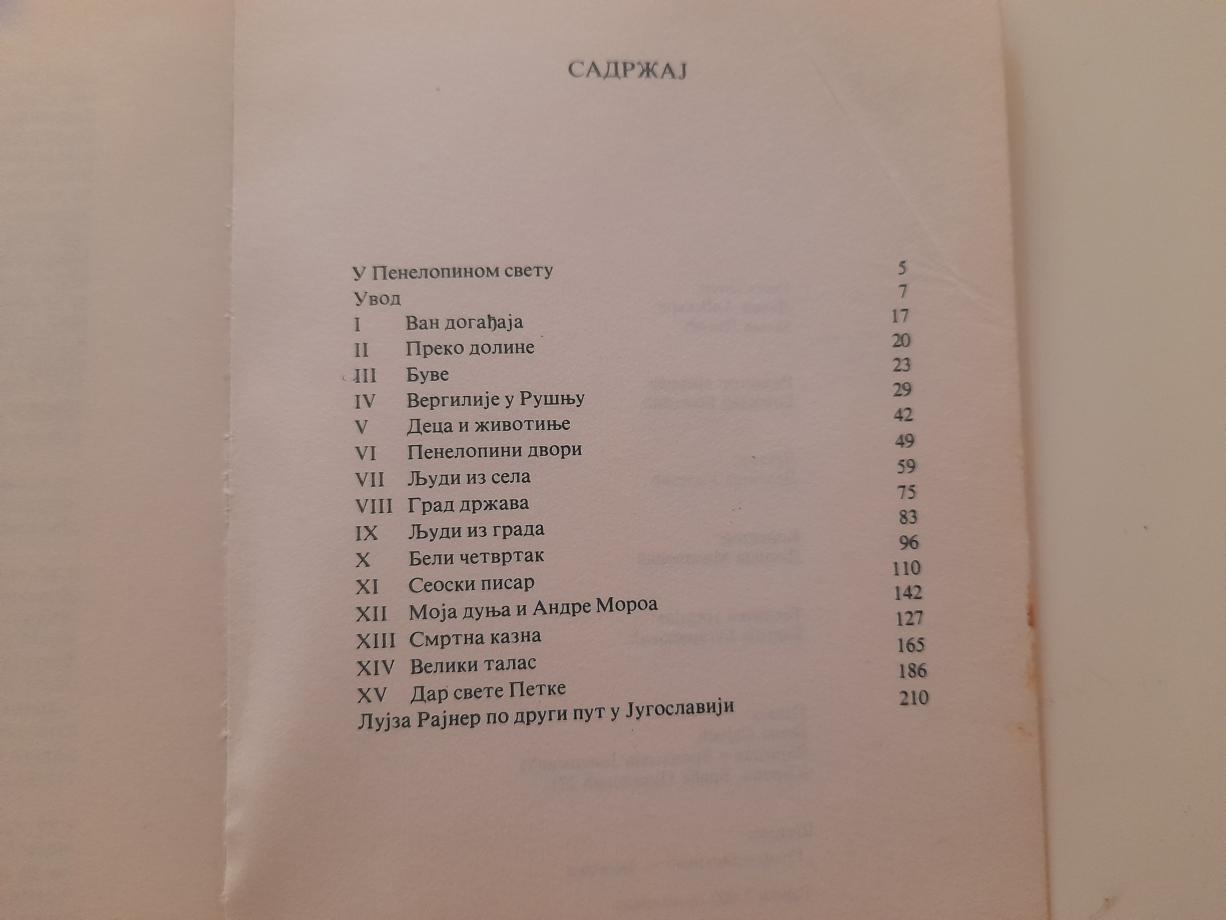 САДРЖАЈ
У Пенелопином свету 5
Увод 7
I Ван догађаја 17
II Преко долине 20
III Буве 23
IV Вергилије у Рушњу 29
V Деца и животиње 42
VI Пенелопини двори 49
VII Људи из села 59
VIII Град држава 75
IX Људи из града 83
X Бели четвртак 96
XI Сеоски писар 110
XII Моја дуња и Андре Мороа 142
XIII Смртна казна 127
XIV Велики талас 165
XV Дар свете Петке 186
Лујза Рајнер по други пут у Југославији 210